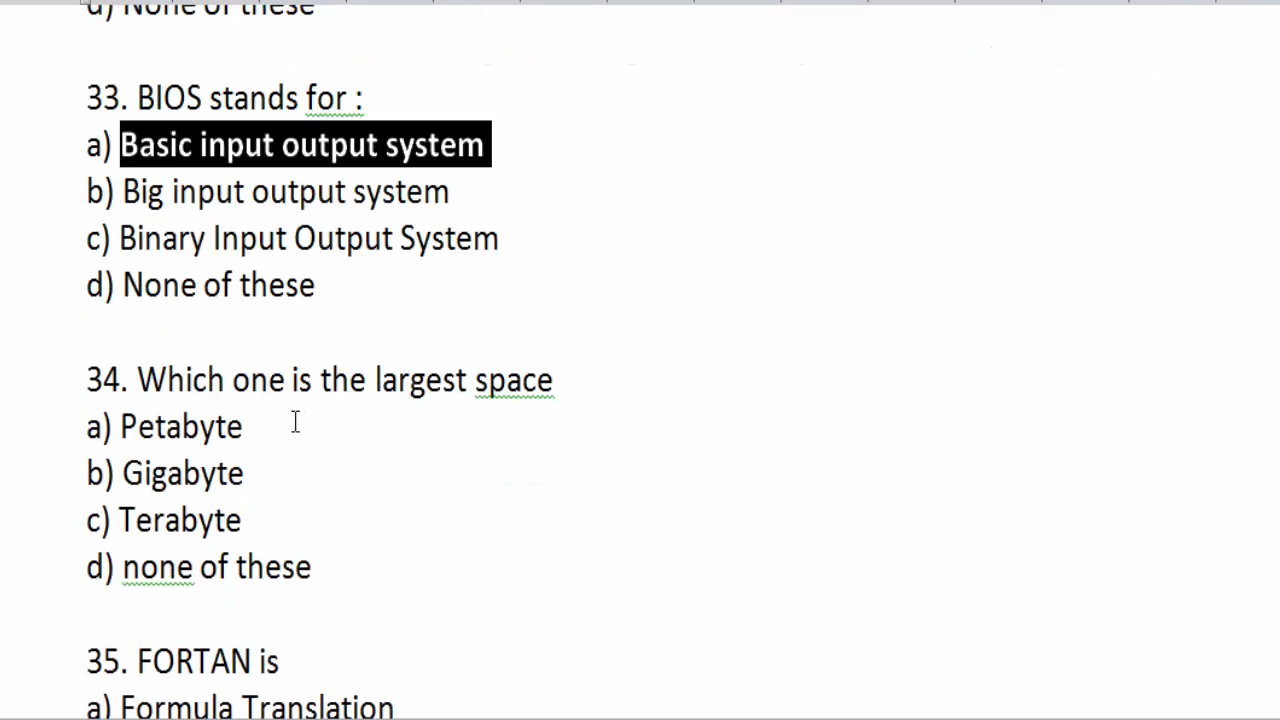 d) None of these
33. BIOS stands for :
a) Basic input output system
b) Big input output system
c) Binary Input Output System
d) None of these
34. Which one is the largest space
a) Petabyte
b) Gigabyte
c) Terabyte
d) none of these
35. FORTAN is
a) Formula Translation